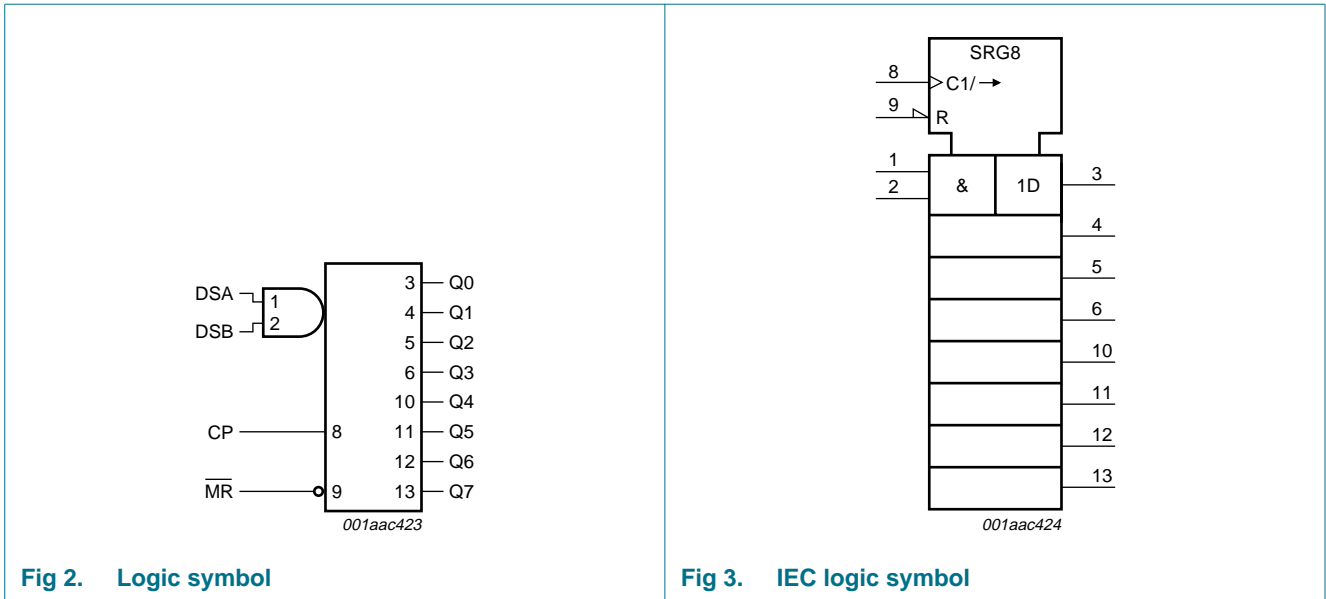 DSA
DSB
1
2
CP
8
MR
9
3 Q0
4 Q1
5 Q2
6 Q3
10 Q4
11 Q5
12 Q6
13 Q7
001aac423
Fig 2. Logic symbol
SRG8
8
C1/→
9
R
1
2
&
1D
3
4
5
6
10
11
12
13
001aac424
Fig 3. IEC logic symbol